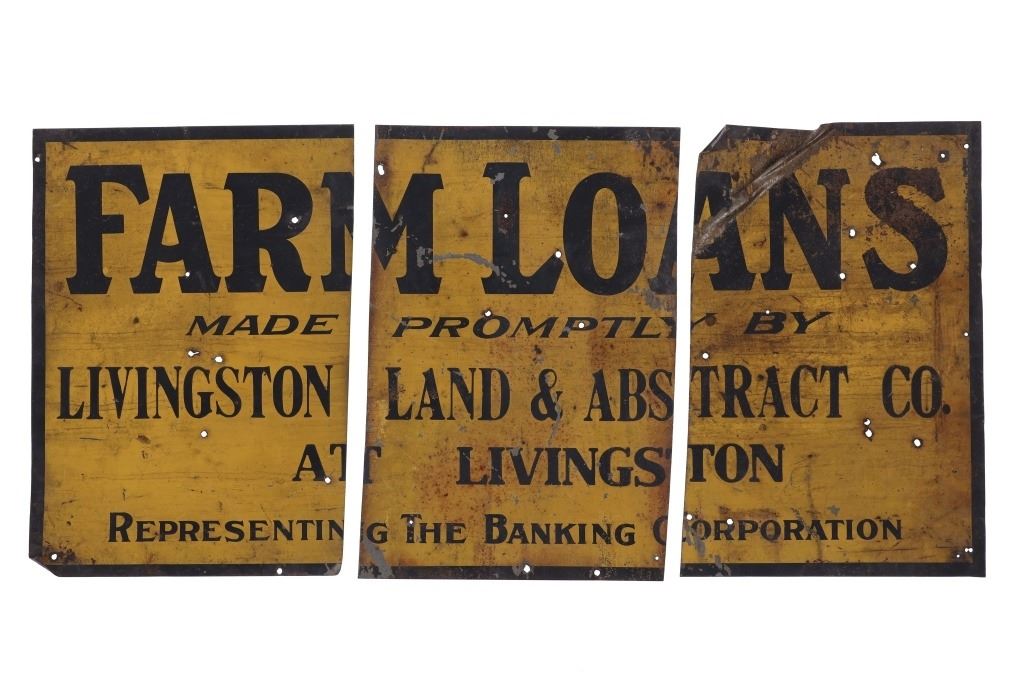 FARM LOANS
MADE PROMPTLY BY
LIVINGSTON LAND & ABSTRACT CO.
AT LIVINGSTON
REPRESENTING THE BANKING CORPORATION